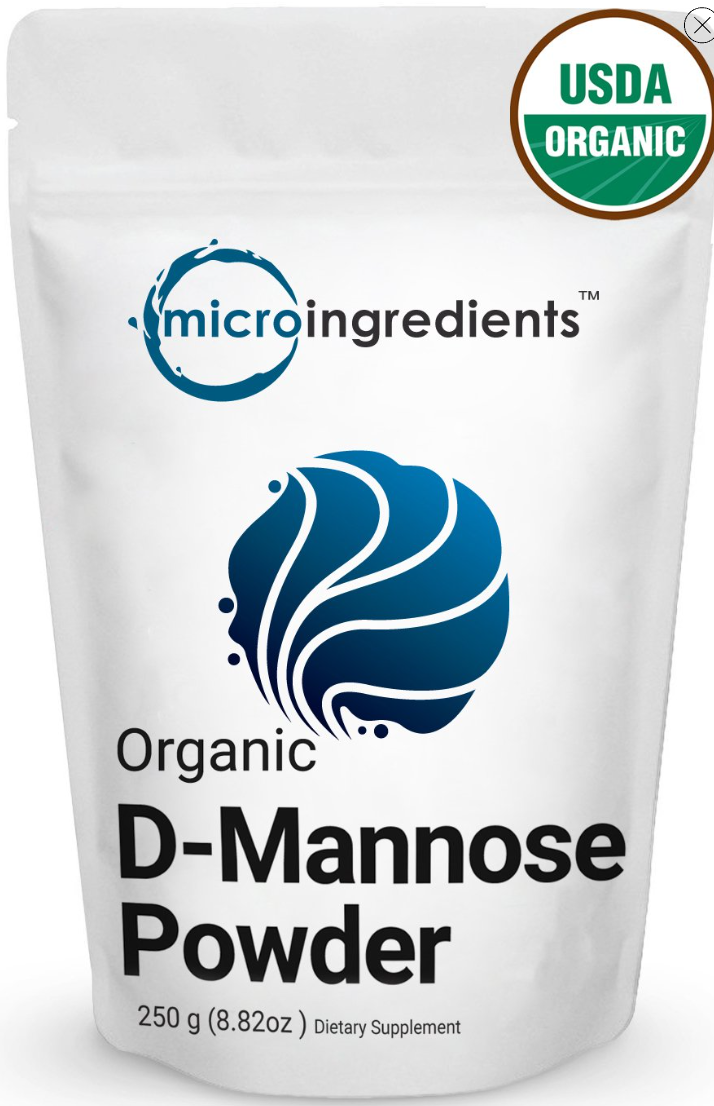 USDA
ORGANIC
microingredients™
Organic
D-Mannose
Powder
250 g (8.82oz ) Dietary Supplement